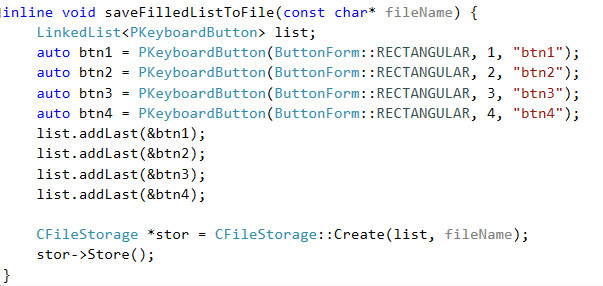 inline void saveFilledListToFile(const char* fileName) {
    LinkedList<PKeyboardButton> list;
    auto btn1 = PKeyboardButton(ButtonForm::RECTANGULAR, 1, "btn1");
    auto btn2 = PKeyboardButton(ButtonForm::RECTANGULAR, 2, "btn2");
    auto btn3 = PKeyboardButton(ButtonForm::RECTANGULAR, 3, "btn3");
    auto btn4 = PKeyboardButton(ButtonForm::RECTANGULAR, 4, "btn4");
    list.addLast(&btn1);
    list.addLast(&btn2);
    list.addLast(&btn3);
    list.addLast(&btn4);

    CFileStorage *stor = CFileStorage::Create(list, fileName);
    stor->Store();
}